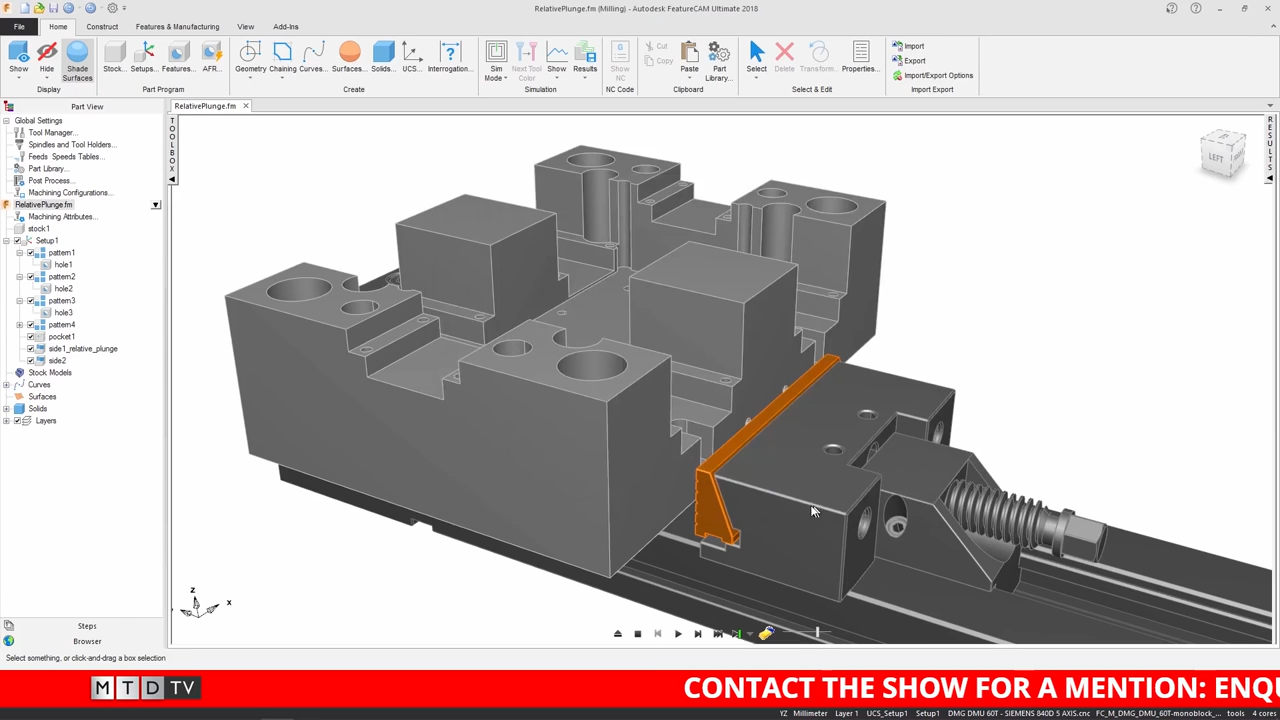 RelativePlunge.fm (Milling) - Autodesk FeatureCAM Ultimate 2018
File Home Construct Features & Manufacturing View Add-Ins
Show Hide Shade Surfaces
Display
Stock... Setups... Features... AFR...
Part Program
Geometry Chaining Curves... Surfaces... Solids... UCS... Interrogation...
Create
Sim Mode Next Tool Color Show Results
Simulation
Show NC
NC Code
Cut
Copy
Paste Part Library...
Clipboard
Select Delete Transform... Properties...
Select & Edit
Import
Export
Import/Export Options
Import Export
Part View
RelativePlunge.fm
Global Settings
Tool Manager...
Spindles and Tool Holders...
Feeds Speeds Tables...
Part Library...
Post Process...
Machining Configurations...
RelativePlunge.fm
Machining Attributes...
stock1
Setup1
pattern1
hole1
pattern2
hole2
pattern3
hole3
pattern4
pocket1
side1_relative_plunge
side2
Stock Models
Curves
Surfaces
Solids
Layers
TOOLBOX
RESULTS
LEFT
z
x
Steps
Browser
Select something, or click-and-drag a box selection
MTD TV
CONTACT THE SHOW FOR A MENTION: ENQU
YZ Millimeter Layer 1 UCS_Setup1 Setup1 DMG DMU 60T - SIEMENS 840D 5 AXIS.cnc FC_M_DMG_DMU_60T-monoblock_... tools 4 cores